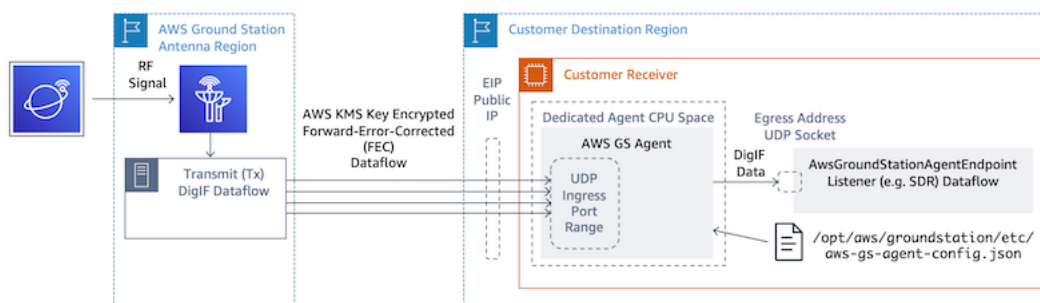 AWS Ground Station
Antenna Region
RF
Signal
Transmit (Tx)
DigIF Dataflow
AWS KMS Key Encrypted
Forward-Error-Corrected
(FEC)
Dataflow
Customer Destination Region
EIP
Public
IP
Customer Receiver
Dedicated Agent CPU Space
AWS GS Agent
UDP
Ingress
Port
Range
DigIF
Data
Egress Address
UDP Socket
AwsGroundStationAgentEndpoint
Listener (e.g. SDR) Dataflow
/opt/aws/groundstation/etc/
aws-gs-agent-config.json